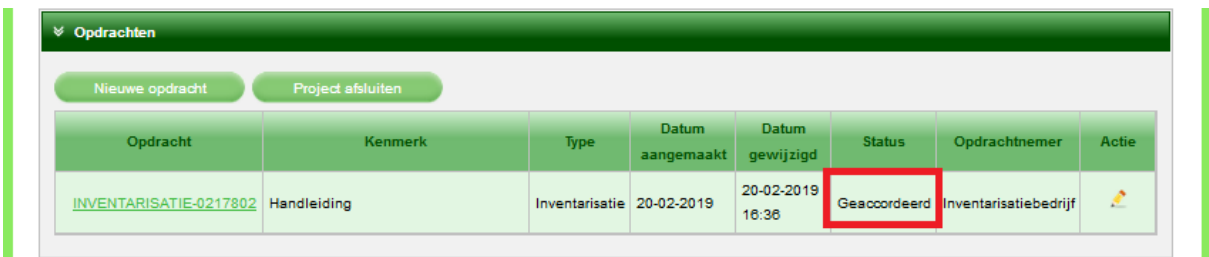 Opdrachten
Nieuwe opdracht Project afsluiten
Opdracht Kenmerk Type Datum aangemaakt Datum gewijzigd Status Opdrachtnemer Actie
INVENTARISATIE-0217802 Handleiding Inventarisatie 20-02-2019 20-02-2019 16:36 Geaccordeerd Inventarisatiebedrijf